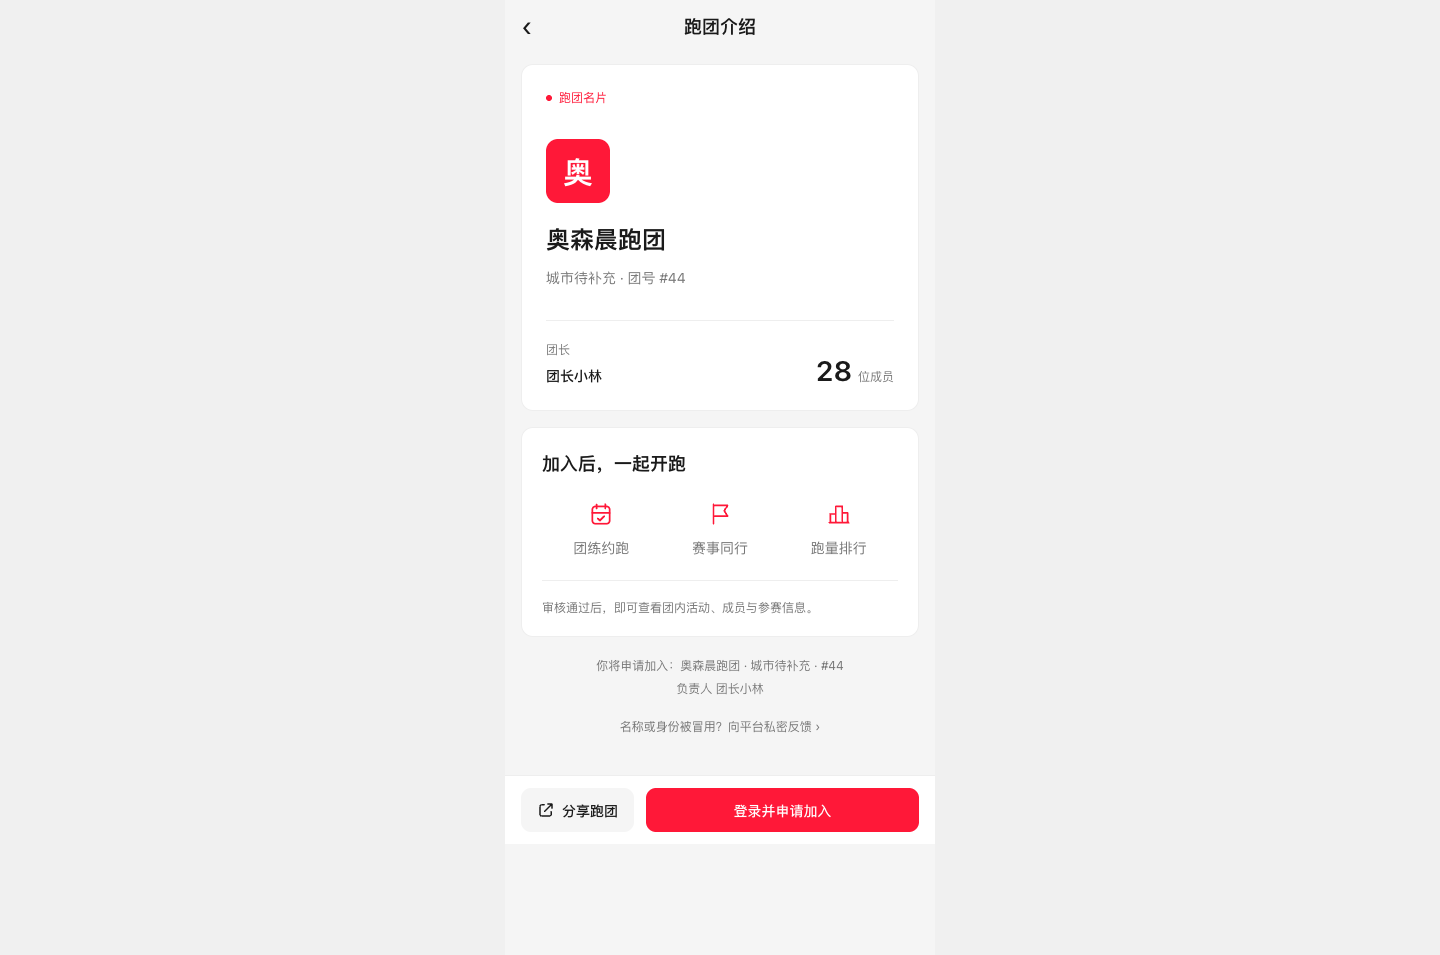 ‹ 跑团介绍
跑团名片
奥
奥森晨跑团
城市待补充 · 团号 #44
团长
团长小林
28 位成员
加入后，一起开跑
团练约跑 赛事同行 跑量排行
审核通过后，即可查看团内活动、成员与参赛信息。
你将申请加入：奥森晨跑团 · 城市待补充 · #44
负责人 团长小林
名称或身份被冒用？向平台私密反馈 ›
分享跑团 登录并申请加入